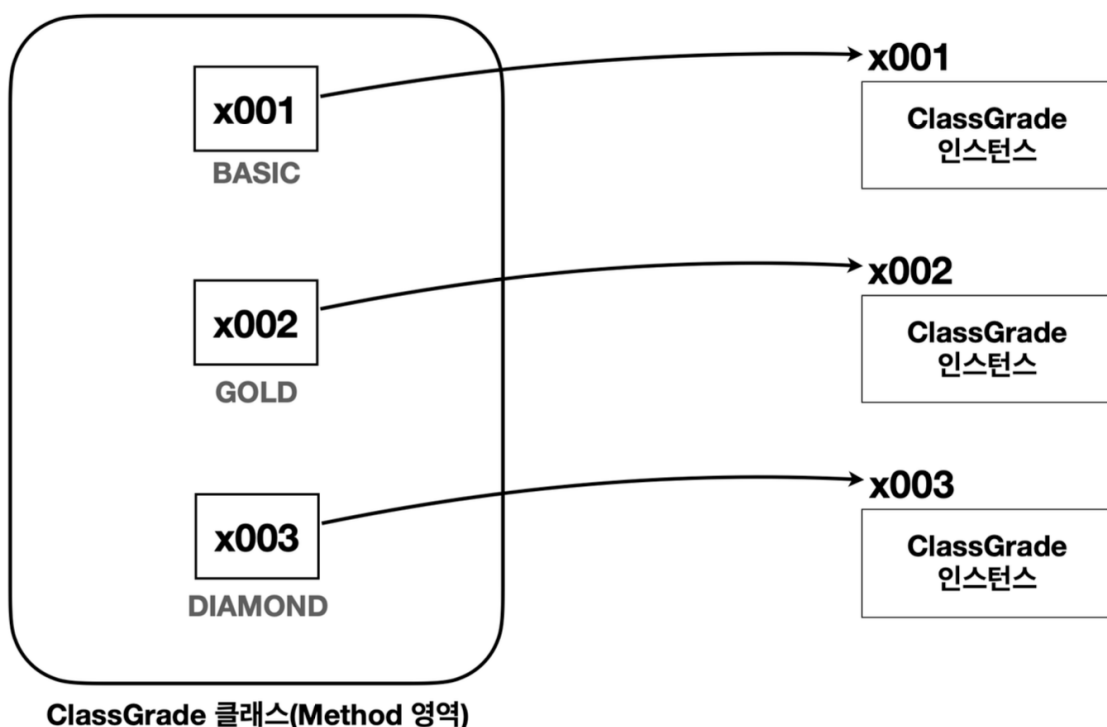 x001
BASIC
x002
GOLD
x003
DIAMOND
ClassGrade 클래스(Method 영역)
x001
ClassGrade
인스턴스
x002
ClassGrade
인스턴스
x003
ClassGrade
인스턴스